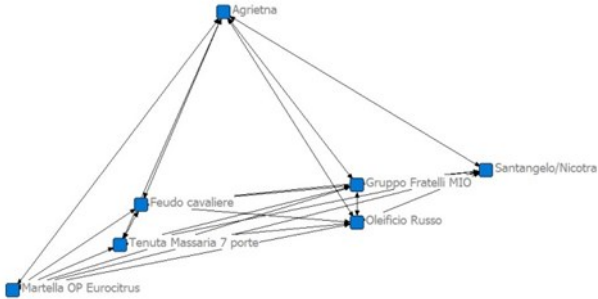 Agrietna
Santangelo/Nicotra
Gruppo Fratelli MIO
Feudo cavaliere
Oleificio Russo
Tenuta Massaria 7 porte
Martella OP Eurocitrus